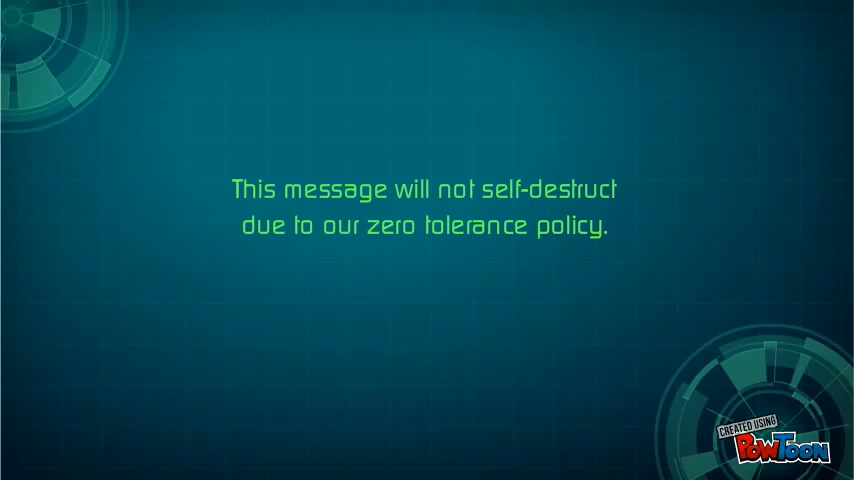 This message will not self-destruct
due to our zero tolerance policy.
CREATED USING
POWTOON